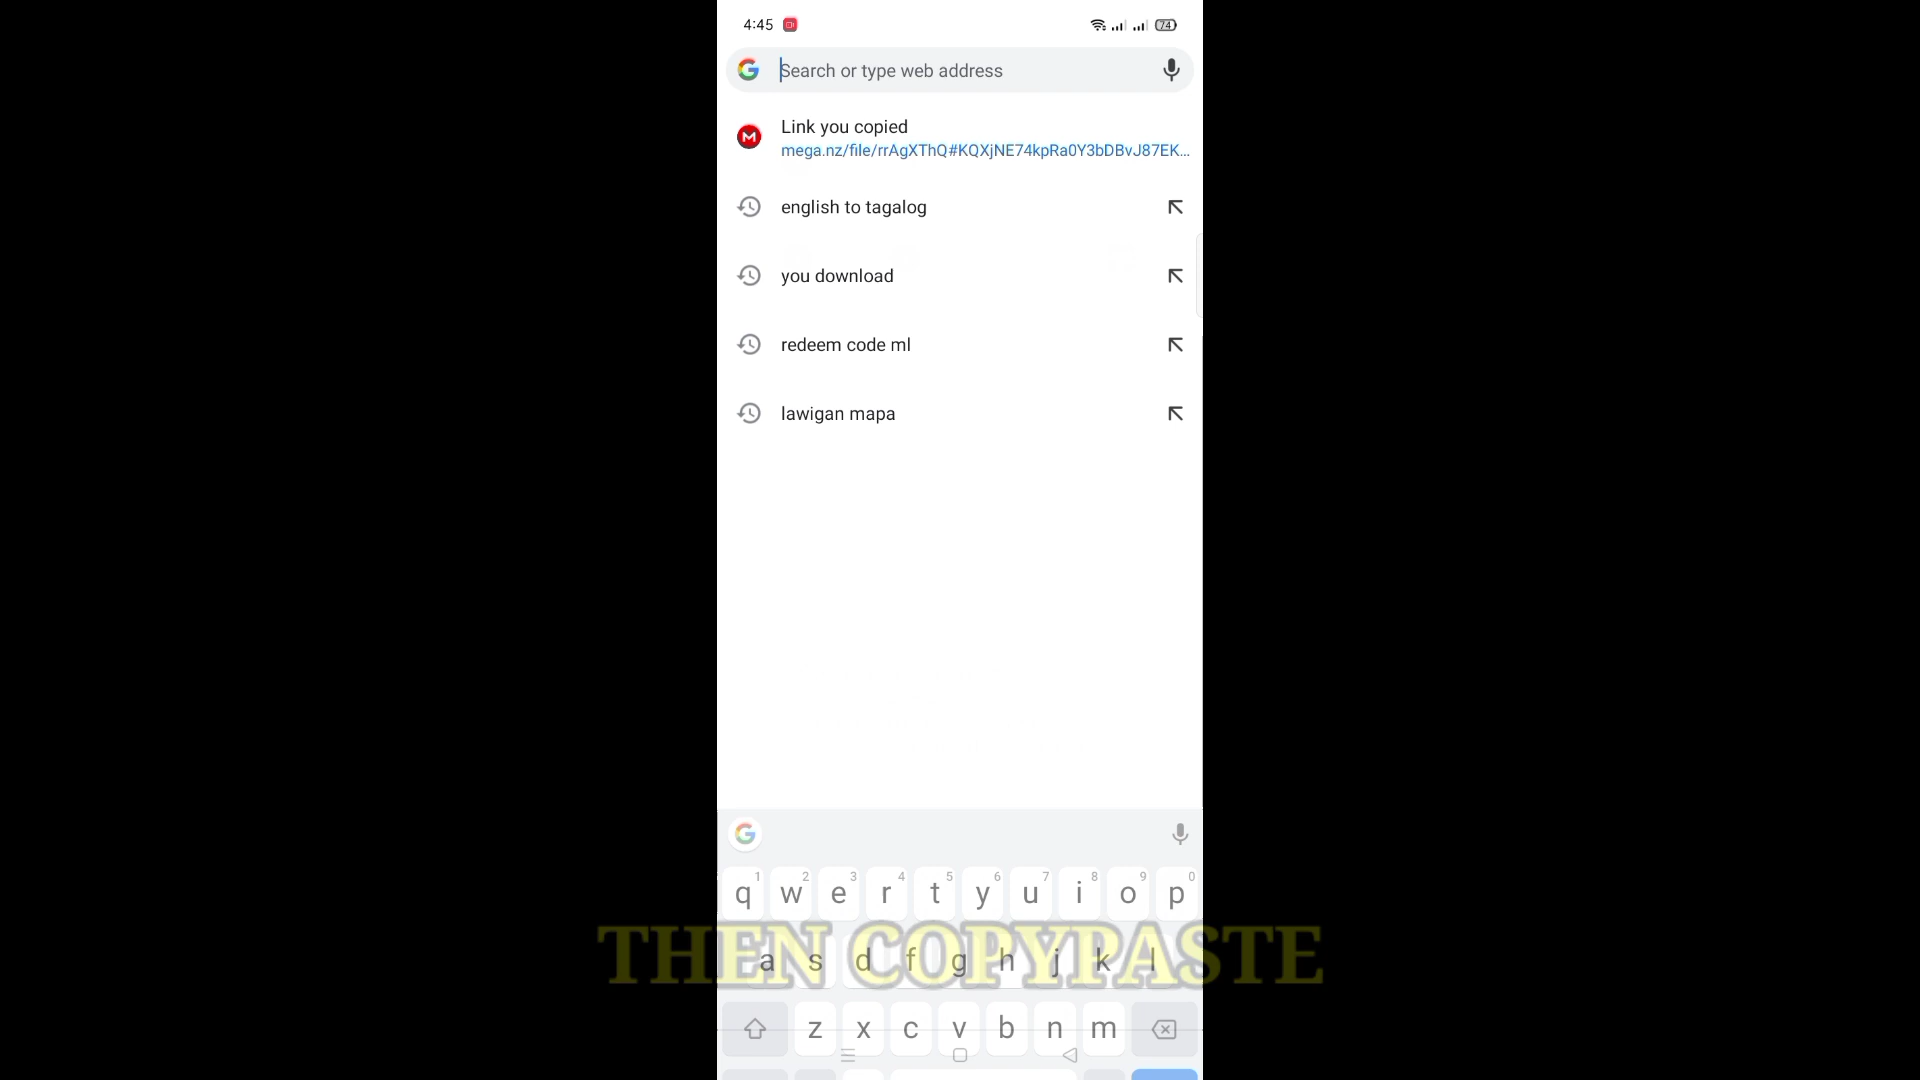 4:45
74
Search or type web address
Link you copied
mega.nz/file/rrAgXThQ#KQXjNE74kpRa0Y3bDBvJ87EK...
english to tagalog
you download
redeem code ml
lawigan mapa
1 2 3 4 5 6 7 8 9 0
q w e r t y u i o p
THEN COPYPASTE
a s d f g h j k l
z x c v b n m